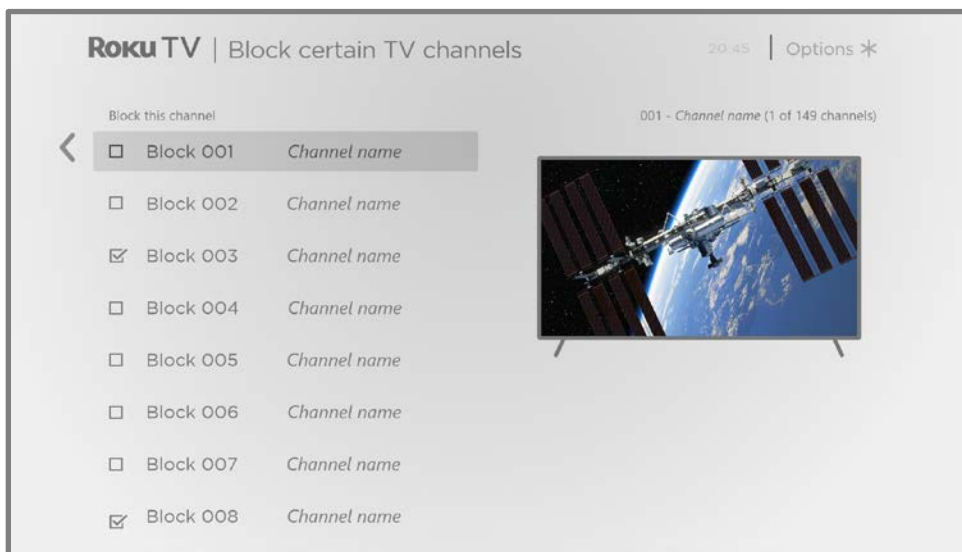 Roku TV | Block certain TV channels
20:45 | Options *
Block this channel
001 - Channel name (1 of 149 channels)
Block 001 Channel name
Block 002 Channel name
Block 003 Channel name
Block 004 Channel name
Block 005 Channel name
Block 006 Channel name
Block 007 Channel name
Block 008 Channel name